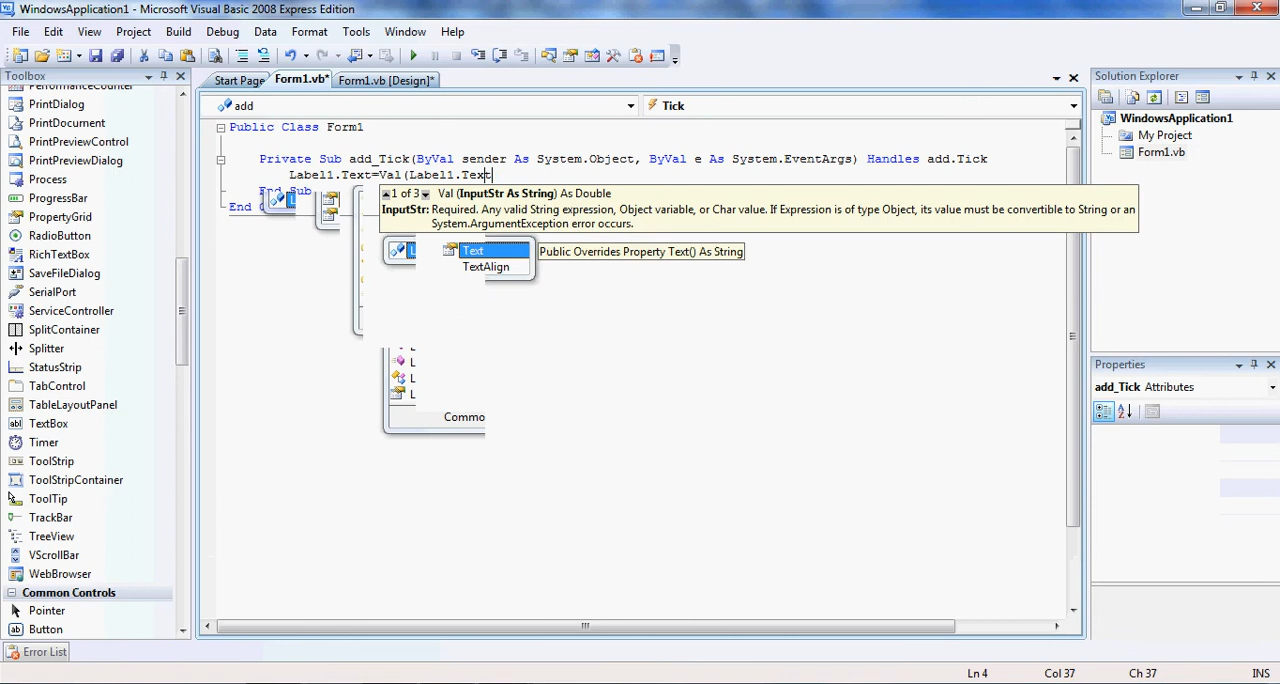 WindowsApplication1 - Microsoft Visual Basic 2008 Express Edition
File Edit View Project Build Debug Data Format Tools Window Help
Toolbox
Start Page Form1.vb* Form1.vb [Design]*
Solution Explorer
add Tick
PerformanceCounter
PrintDialog
PrintDocument
PrintPreviewControl
PrintPreviewDialog
Process
ProgressBar
PropertyGrid
RadioButton
RichTextBox
SaveFileDialog
SerialPort
ServiceController
SplitContainer
Splitter
StatusStrip
TabControl
TableLayoutPanel
TextBox
Timer
ToolStrip
ToolStripContainer
ToolTip
TrackBar
TreeView
VScrollBar
WebBrowser
Common Controls
Pointer
Button
Public Class Form1
Private Sub add_Tick(ByVal sender As System.Object, ByVal e As System.EventArgs) Handles add.Tick
Label1.Text=Val(Label1.Text
End Sub
End
1 of 3 Val (InputStr As String) As Double
InputStr: Required. Any valid String expression, Object variable, or Char value. If Expression is of type Object, its value must be convertible to String or an
System.ArgumentException error occurs.
Text
Public Overrides Property Text() As String
TextAlign
L
L
L
Commo
WindowsApplication1
My Project
Form1.vb
Properties
add_Tick Attributes
Error List
Ln 4 Col 37 Ch 37 INS